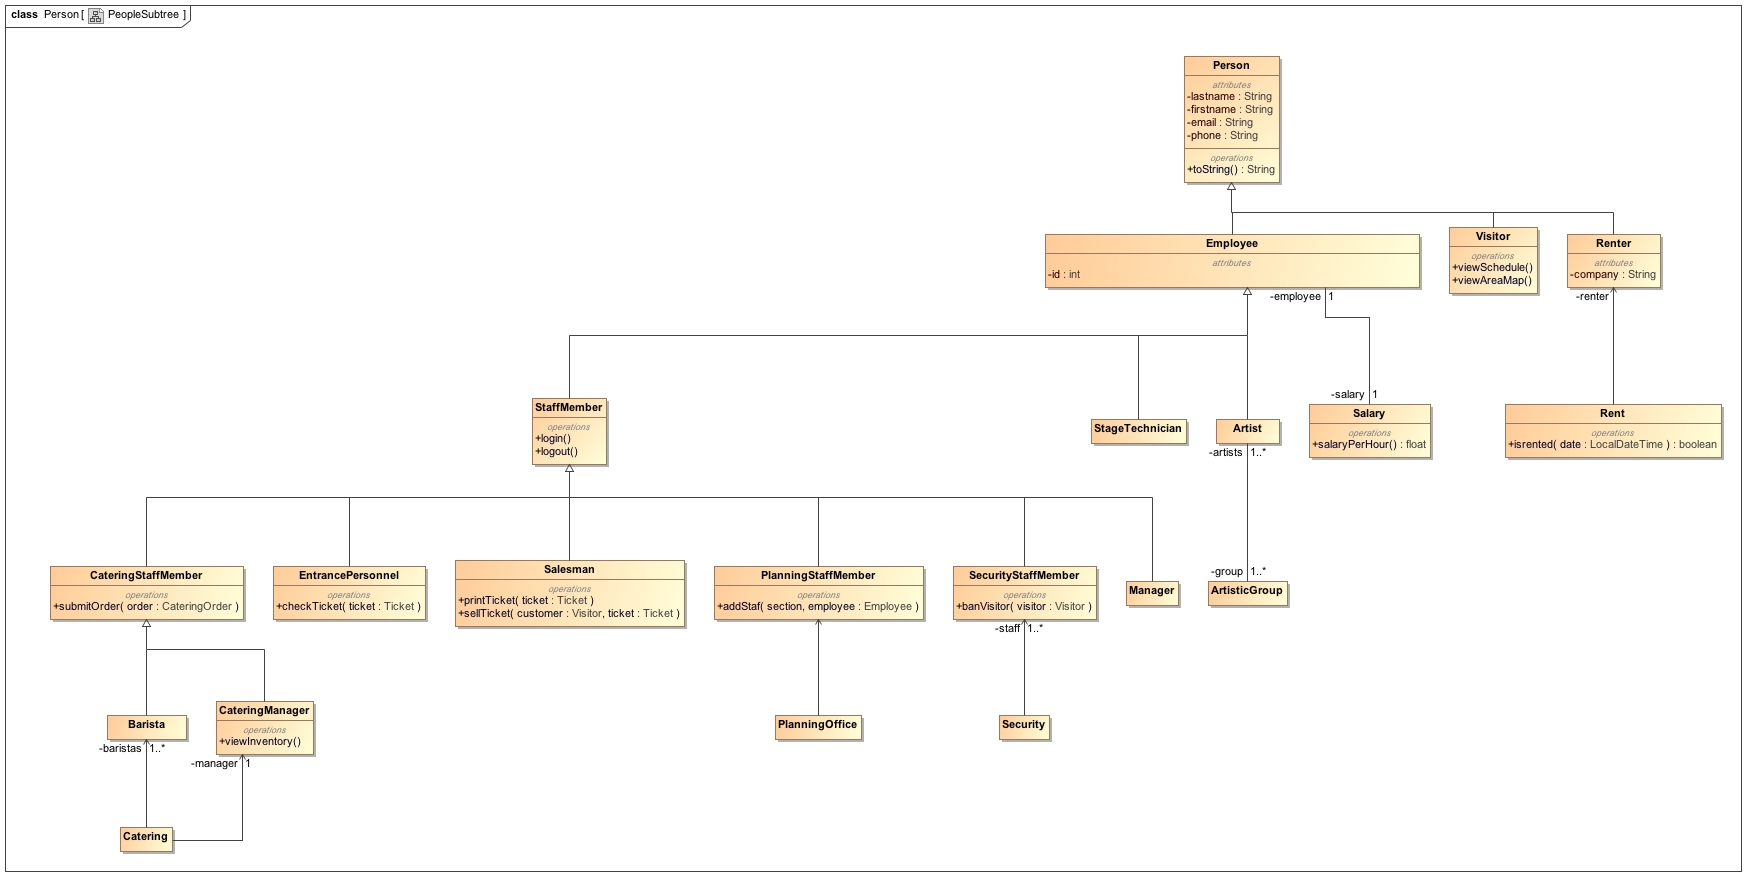 class Person [ PeopleSubtree ]
Person
attributes
-lastname : String
-firstname : String
-email : String
-phone : String
operations
+toString() : String
Employee
attributes
-id : int
Visitor
operations
+viewSchedule()
+viewAreaMap()
Renter
attributes
-company : String
-employee 1
-renter
StaffMember
operations
+login()
+logout()
StageTechnician
Artist
-artists 1..*
-salary 1
Salary
operations
+salaryPerHour() : float
Rent
operations
+isrented( date : LocalDateTime ) : boolean
CateringStaffMember
operations
+submitOrder( order : CateringOrder )
EntrancePersonnel
operations
+checkTicket( ticket : Ticket )
Salesman
operations
+printTicket( ticket : Ticket )
+sellTicket( customer : Visitor, ticket : Ticket )
PlanningStaffMember
operations
+addStaf( section, employee : Employee )
SecurityStaffMember
operations
+banVisitor( visitor : Visitor )
-staff 1..*
Manager
-group 1..*
ArtisticGroup
Barista
-baristas 1..*
CateringManager
operations
+viewInventory()
-manager 1
PlanningOffice
Security
Catering